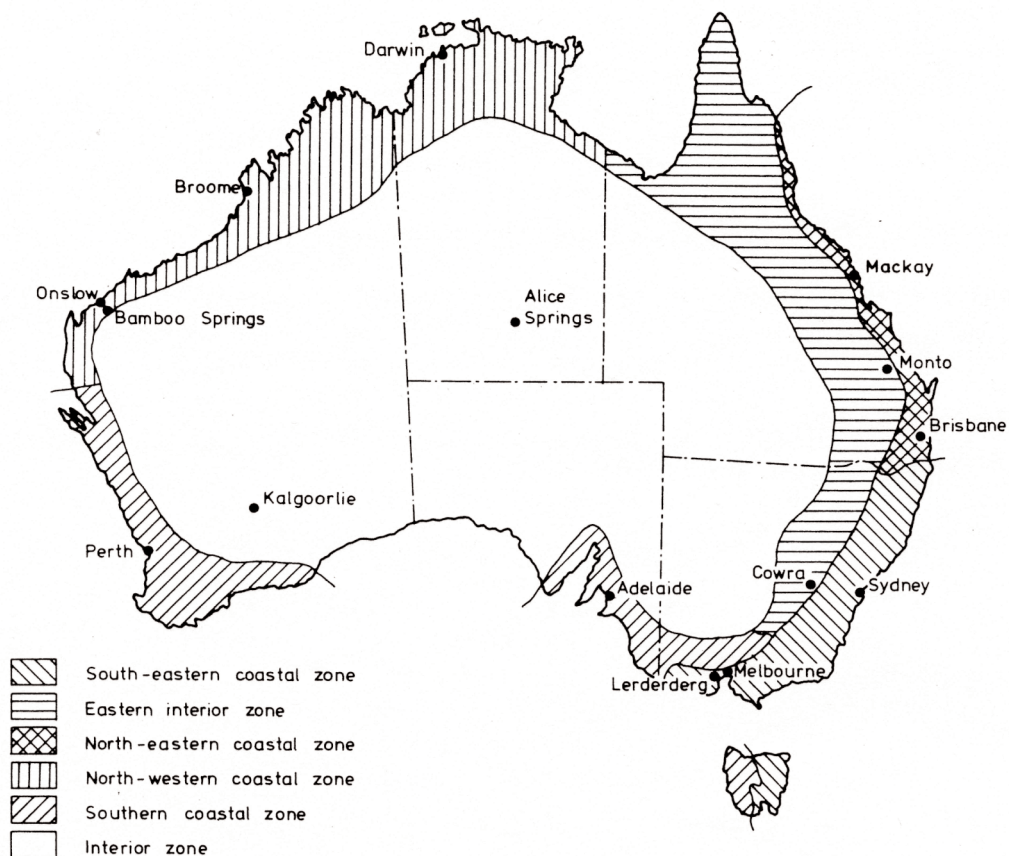 Darwin
Broome
Onslow
Bamboo Springs
Alice
Springs
Mackay
Monto
Brisbane
Kalgoorlie
Perth
Cowra
Sydney
Adelaide
Melbourne
Lerderderg
South-eastern coastal zone
Eastern interior zone
North-eastern coastal zone
North-western coastal zone
Southern coastal zone
Interior zone